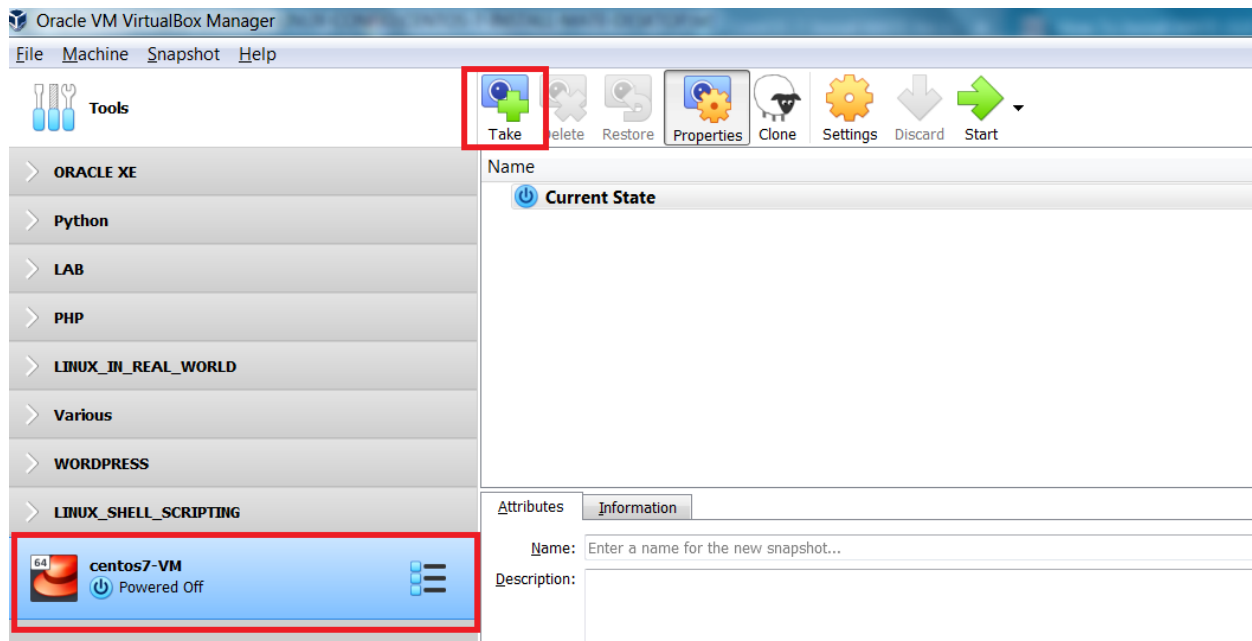 Oracle VM VirtualBox Manager
File Machine Snapshot Help
Tools
Take Delete Restore Properties Clone Settings Discard Start
ORACLE XE
Python
LAB
PHP
LINUX_IN_REAL_WORLD
Various
WORDPRESS
LINUX_SHELL_SCRIPTING
64
centos7-VM
Powered Off
Name
Current State
Attributes Information
Name: Enter a name for the new snapshot...
Description: